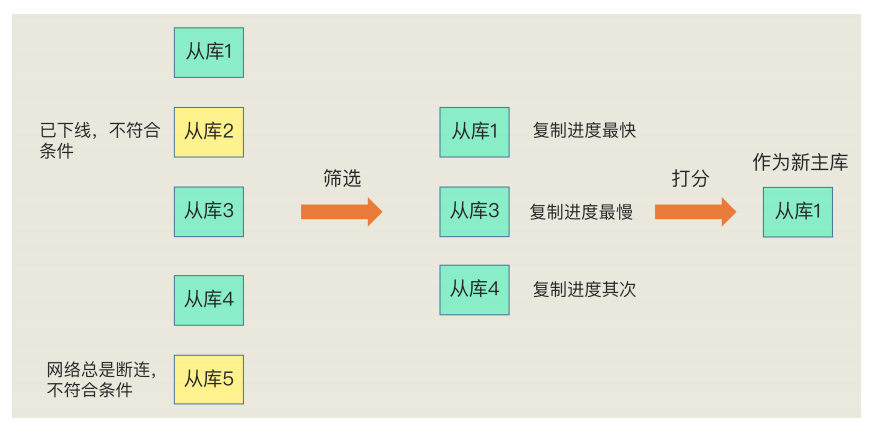 从库1
已下线，不符合
条件
从库2
从库3
从库4
网络总是断连，
不符合条件
从库5
筛选
从库1
复制进度最快
从库3
复制进度最慢
从库4
复制进度其次
打分
作为新主库
从库1